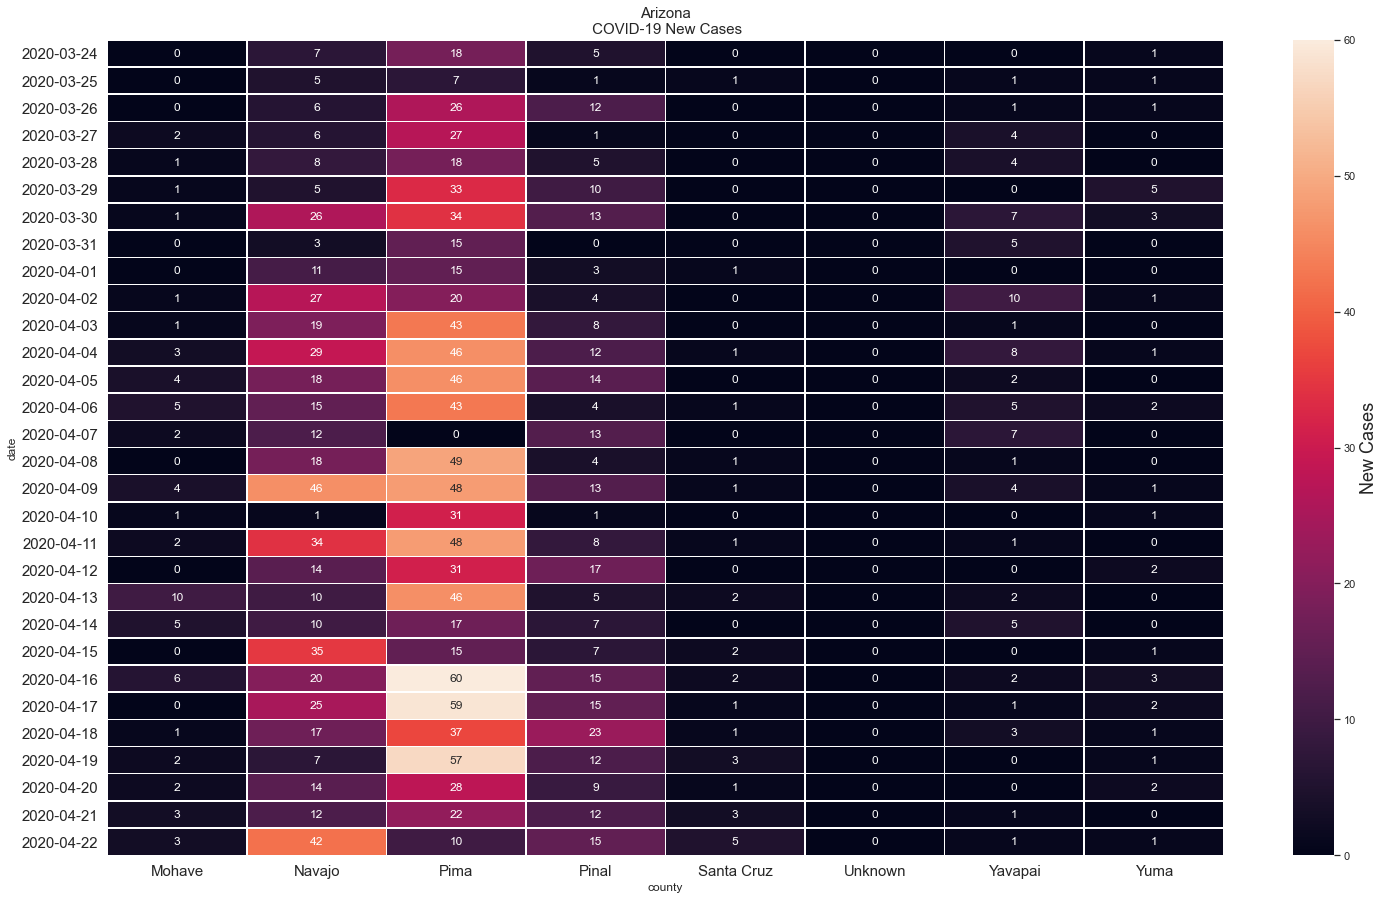 Arizona
COVID-19 New Cases
2020-03-24 0 7 18 5 0 0 0 1
2020-03-25 0 5 7 1 1 0 1 1
2020-03-26 0 6 26 12 0 0 1 1
2020-03-27 2 6 27 1 0 0 4 0
2020-03-28 1 8 18 5 0 0 4 0
2020-03-29 1 5 33 10 0 0 0 5
2020-03-30 1 26 34 13 0 0 7 3
2020-03-31 0 3 15 0 0 0 5 0
2020-04-01 0 11 15 3 1 0 0 0
2020-04-02 1 27 20 4 0 0 10 1
2020-04-03 1 19 43 8 0 0 1 0
2020-04-04 3 29 46 12 1 0 8 1
2020-04-05 4 18 46 14 0 0 2 0
2020-04-06 5 15 43 4 1 0 5 2
2020-04-07 2 12 0 13 0 0 7 0
2020-04-08 0 18 49 4 1 0 1 0
2020-04-09 4 46 48 13 1 0 4 1
2020-04-10 1 1 31 1 0 0 0 1
2020-04-11 2 34 48 8 1 0 1 0
2020-04-12 0 14 31 17 0 0 0 2
2020-04-13 10 10 46 5 2 0 2 0
2020-04-14 5 10 17 7 0 0 5 0
2020-04-15 0 35 15 7 2 0 0 1
2020-04-16 6 20 60 15 2 0 2 3
2020-04-17 0 25 59 15 1 0 1 2
2020-04-18 1 17 37 23 1 0 3 1
2020-04-19 2 7 57 12 3 0 0 1
2020-04-20 2 14 28 9 1 0 0 2
2020-04-21 3 12 22 12 3 0 1 0
2020-04-22 3 42 10 15 5 0 1 1
Mohave Navajo Pima Pinal Santa Cruz Unknown Yavapai Yuma
county
date
60
50
40
30
20
10
0
New Cases